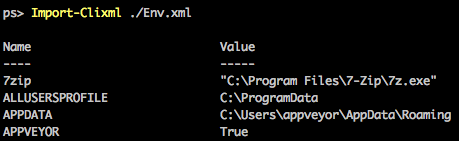 ps> Import-Clixml ./Env.xml
Name Value
---- -----
7zip "C:\Program Files\7-Zip\7z.exe"
ALLUSERSPROFILE C:\ProgramData
APPDATA C:\Users\appveyor\AppData\Roaming
APPVEYOR True